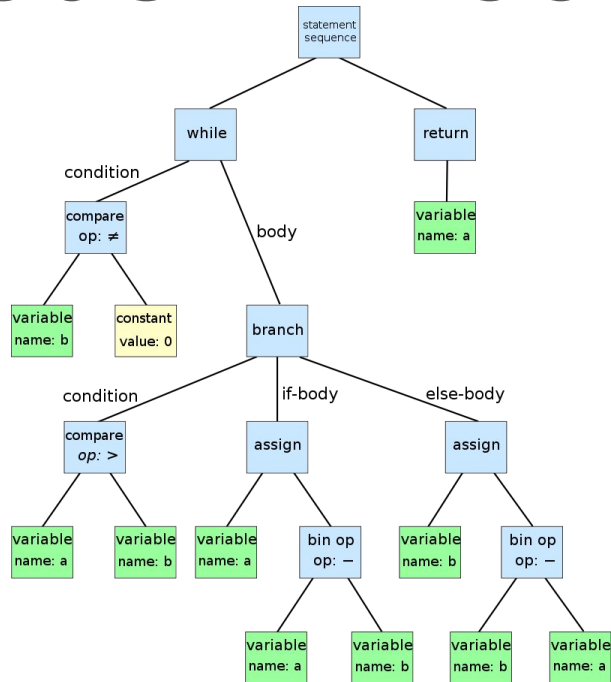 statement
sequence
while
return
condition
compare
op: ≠
body
variable
name: a
variable
name: b
constant
value: 0
branch
condition
if-body
else-body
compare
op: >
assign
assign
variable
name: a
variable
name: b
variable
name: a
bin op
op: −
variable
name: b
bin op
op: −
variable
name: a
variable
name: b
variable
name: b
variable
name: a